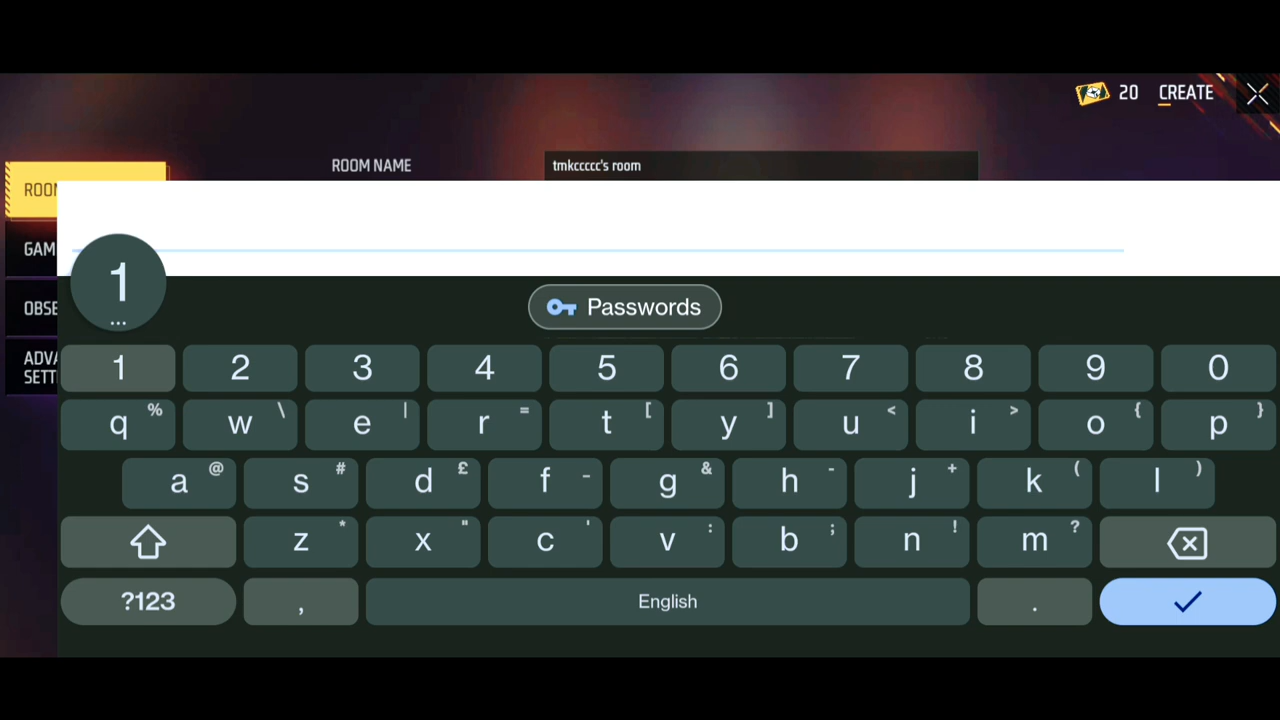 20 CREATE
ROOM NAME tmkccccc's room
ROOM
GAM
OBSE
ADVA
SETT
1
...
Passwords
1 2 3 4 5 6 7 8 9 0
q % w \ e | r = t [ y ] u < i > o { p }
a @ s # d £ f _ g & h - j + k ( l )
z * x " c ' v : b ; n ! m ?
?123 , English .